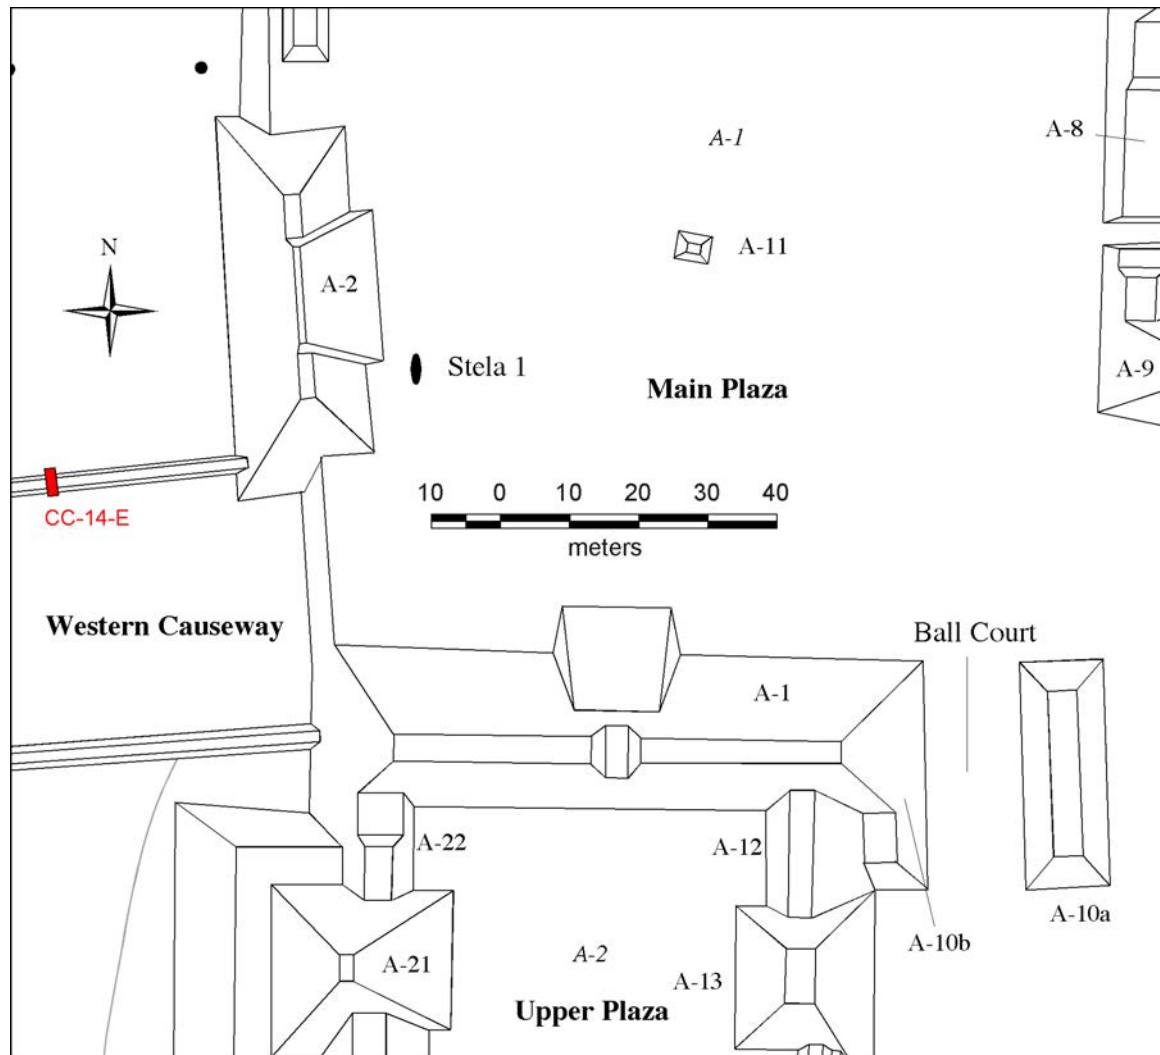 A-1
A-8
N
A-11
A-2
Stela 1
A-9
Main Plaza
10 0 10 20 30 40
meters
CC-14-E
Western Causeway
Ball Court
A-1
A-22
A-12
A-10a
A-10b
A-21
A-2
A-13
Upper Plaza